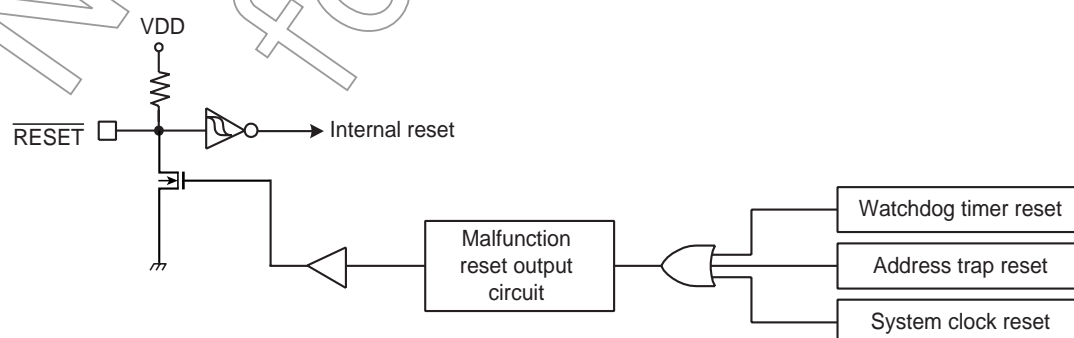 VDD
RESET
Internal reset
Watchdog timer reset
Malfunction
reset output
circuit
Address trap reset
System clock reset